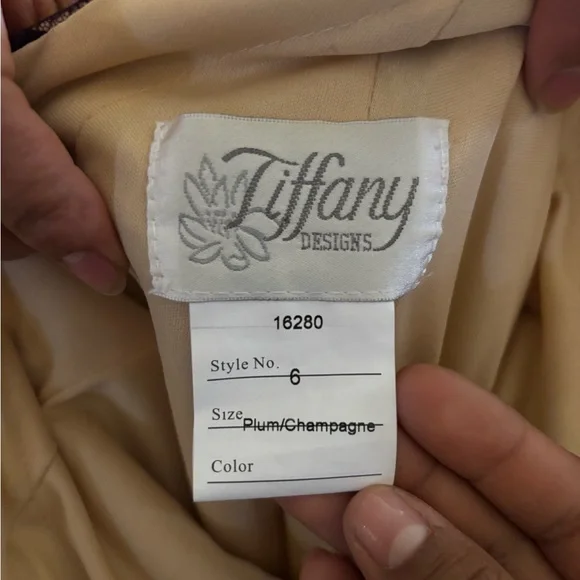 Tiffany
DESIGNS
16280
Style No.
6
Size
Plum/Champagne
Color